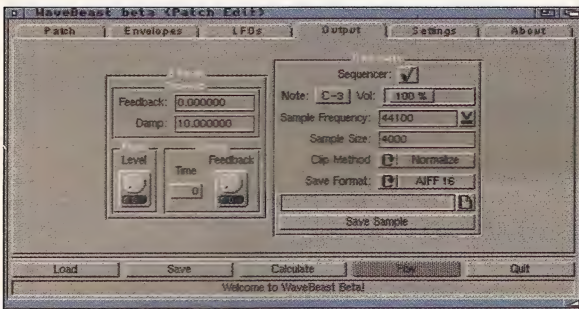 WaveBeast beta (Patch Edit)
Patch
Envelopes
LFOs
Output
Settings
About
Feedback: 0.000000
Damp: 10.000000
Level
Time
Feedback
0
Sequencer:
Note: C-3 Vol: 100 %
Sample Frequency: 44100
Sample Size: 4000
Clip Method Normalize
Save Format: AIFF 16
Save Sample
Load
Save
Calculate
Play
Quit
Welcome to WaveBeast Beta!